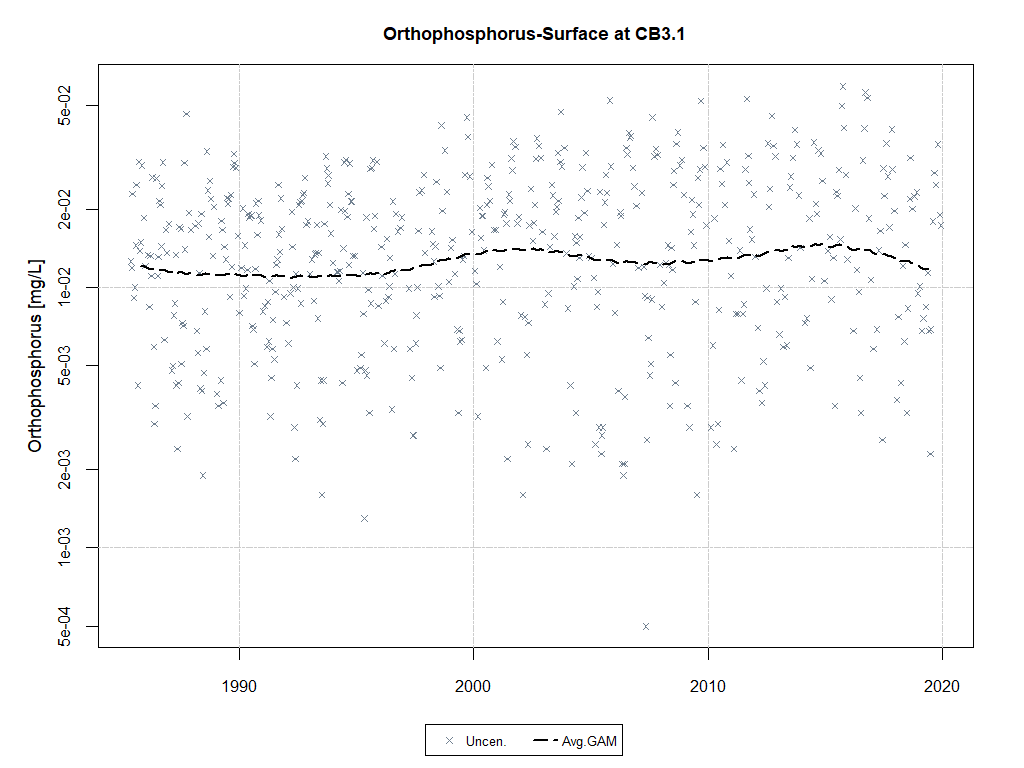 Orthophosphorus-Surface at CB3.1
Orthophosphorus [mg/L]
5e-02
2e-02
1e-02
5e-03
2e-03
1e-03
5e-04
1990 2000 2010 2020
Uncen. Avg.GAM